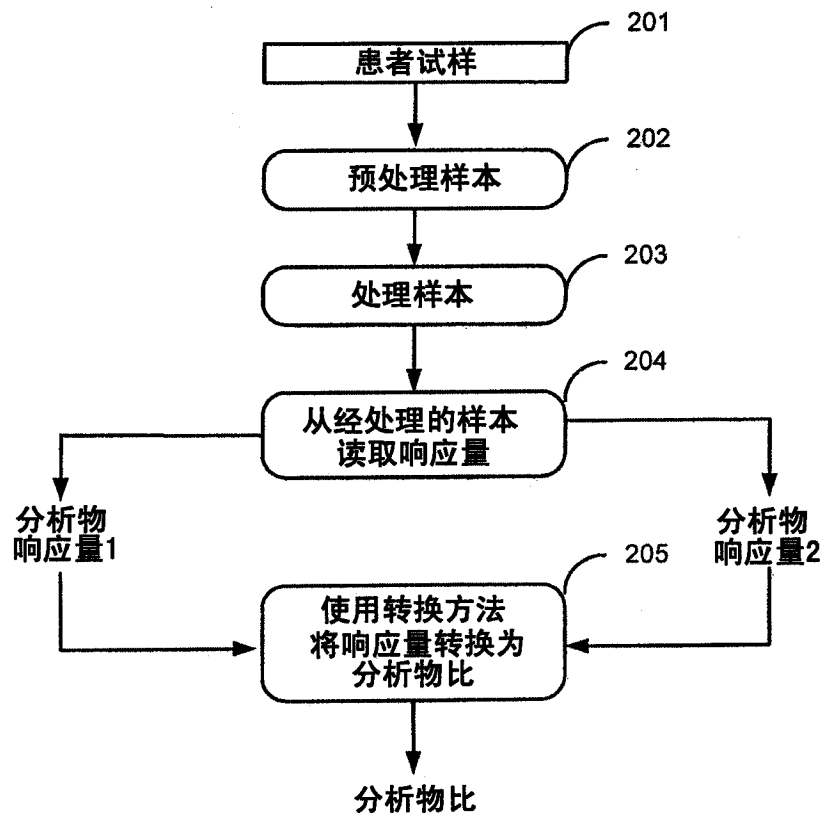 201
患者试样
202
预处理样本
203
处理样本
204
从经处理的样本
读取响应量
分析物
响应量1
分析物
响应量2
205
使用转换方法
将响应量转换为
分析物比
分析物比